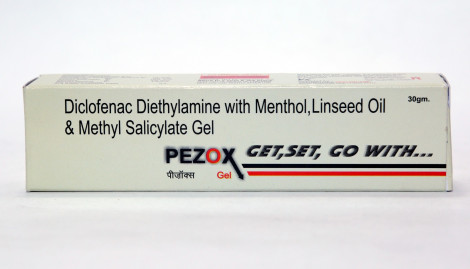 Diclofenac Diethylamine with Menthol,Linseed Oil
& Methyl Salicylate Gel
30gm.
PEZOX GET,SET, GO WITH...
पीज़ॉक्स Gel